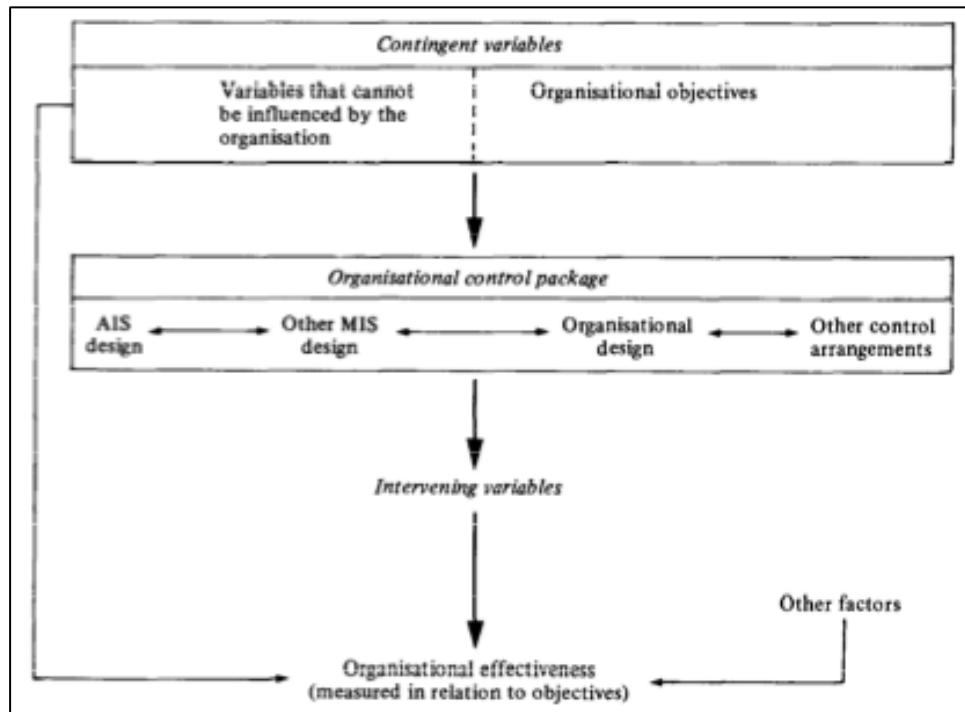 Contingent variables
Variables that cannot
be influenced by the
organisation
Organisational objectives
Organisational control package
AIS
design
Other MIS
design
Organisational
design
Other control
arrangements
Intervening variables
Other factors
Organisational effectiveness
(measured in relation to objectives)